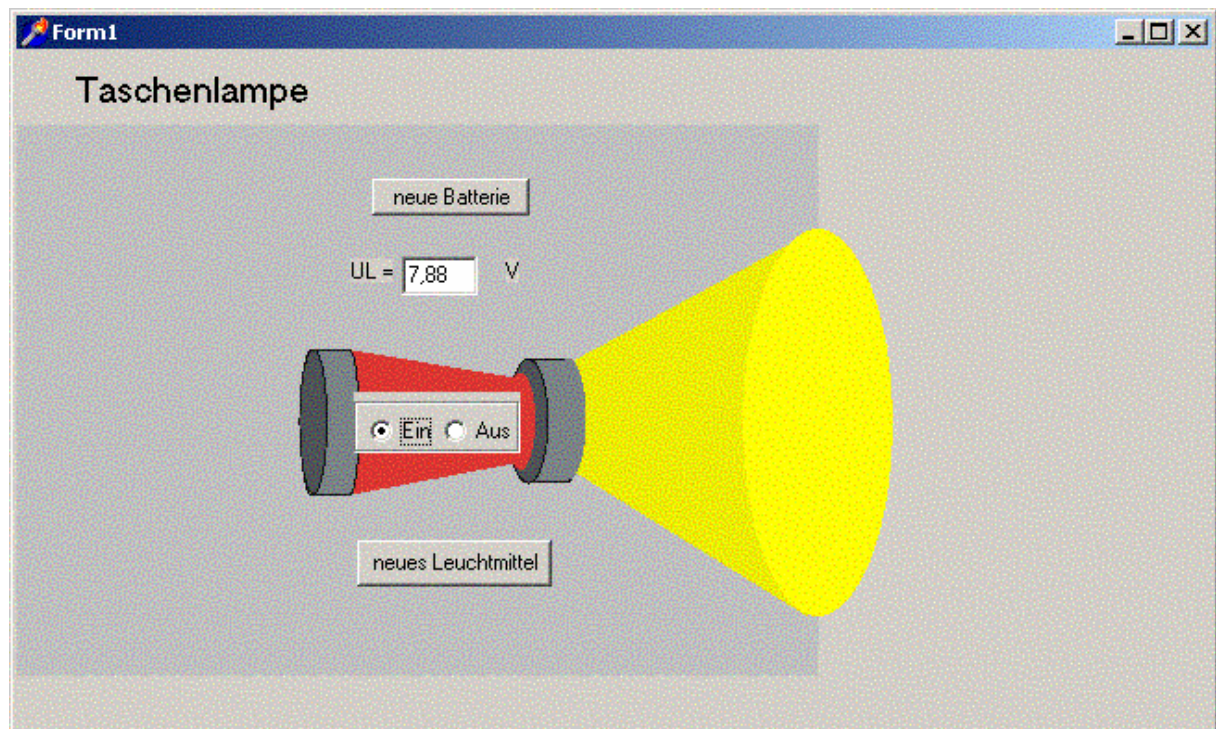 Form1
Taschenlampe
neue Batterie
UL = 7,88 V
Ein Aus
neues Leuchtmittel